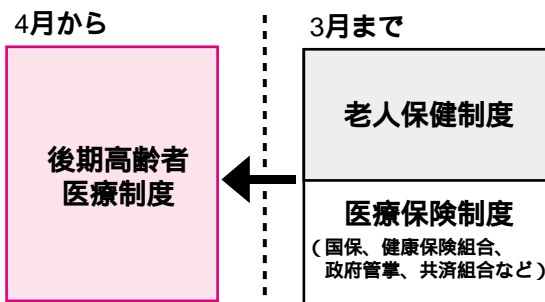 4月から
後期高齢者
医療制度
3月まで
老人保健制度
医療保険制度
(国保、健康保険組合、
政府管掌、共済組合など)